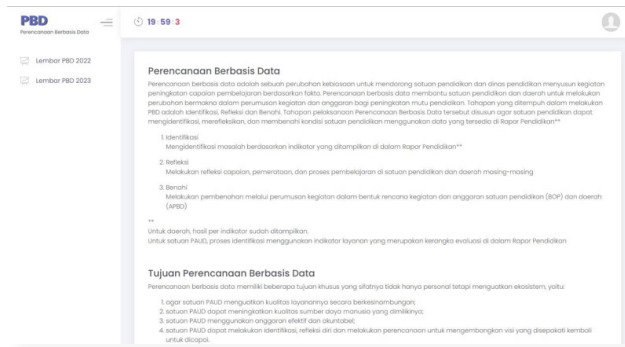 PBD
Perencanaan Berbasis Data
19:59:3
Lembar PBD 2022
Lembar PBD 2023
Perencanaan Berbasis Data
Perencanaan berbasis data adalah sebuah perubahan kebiasaan untuk mendorong satuan pendidikan dan dinas pendidikan menyusun kegiatan
peningkatan capaian pembelajaran berdasarkan fakta. Perencanaan berbasis data membantu satuan pendidikan dan daerah untuk melakukan
perubahan bermakna dalam perumusan kegiatan dan anggaran bagi peningkatan mutu pendidikan. Tahapan yang ditempuh dalam melakukan
PBD adalah Identifikasi, Refleksi dan Benahi. Tahapan pelaksanaan Perencanaan Berbasis Data tersebut disusun agar satuan pendidikan dapat
mengidentifikasi, merefleksikan, dan membenahi kondisi satuan pendidikan menggunakan data yang tersedia di Rapor Pendidikan**
1. Identifikasi
Mengidentifikasi masalah berdasarkan indikator yang ditampilkan di dalam Rapor Pendidikan**
2. Refleksi
Melakukan refleksi capaian, pemerataan, dan proses pembelajaran di satuan pendidikan dan daerah masing-masing
3. Benahi
Melakukan pembenahan melalui perumusan kegiatan dalam bentuk rencana kegiatan dan anggaran satuan pendidikan (BOP) dan daerah
(APBD)
**
Untuk daerah, hasil per indikator sudah ditampilkan.
Untuk satuan PAUD, proses identifikasi menggunakan indikator layanan yang merupakan kerangka evaluasi di dalam Rapor Pendidikan
Tujuan Perencanaan Berbasis Data
Perencanaan berbasis data memiliki beberapa tujuan khusus yang sifatnya tidak hanya personal tetapi menguatkan ekosistem, yaitu:
1. agar satuan PAUD menguatkan kualitas layanannya secara berkesinambungan;
2. satuan PAUD dapat meningkatkan kualitas sumber daya manusia yang dimilikinya;
3. satuan PAUD menggunakan anggaran efektif dan akuntabel;
4. satuan PAUD dapat melakukan identifikasi, refleksi diri dan melakukan perencanaan untuk mengembangkan visi yang disepakati kembali
untuk dicapai.